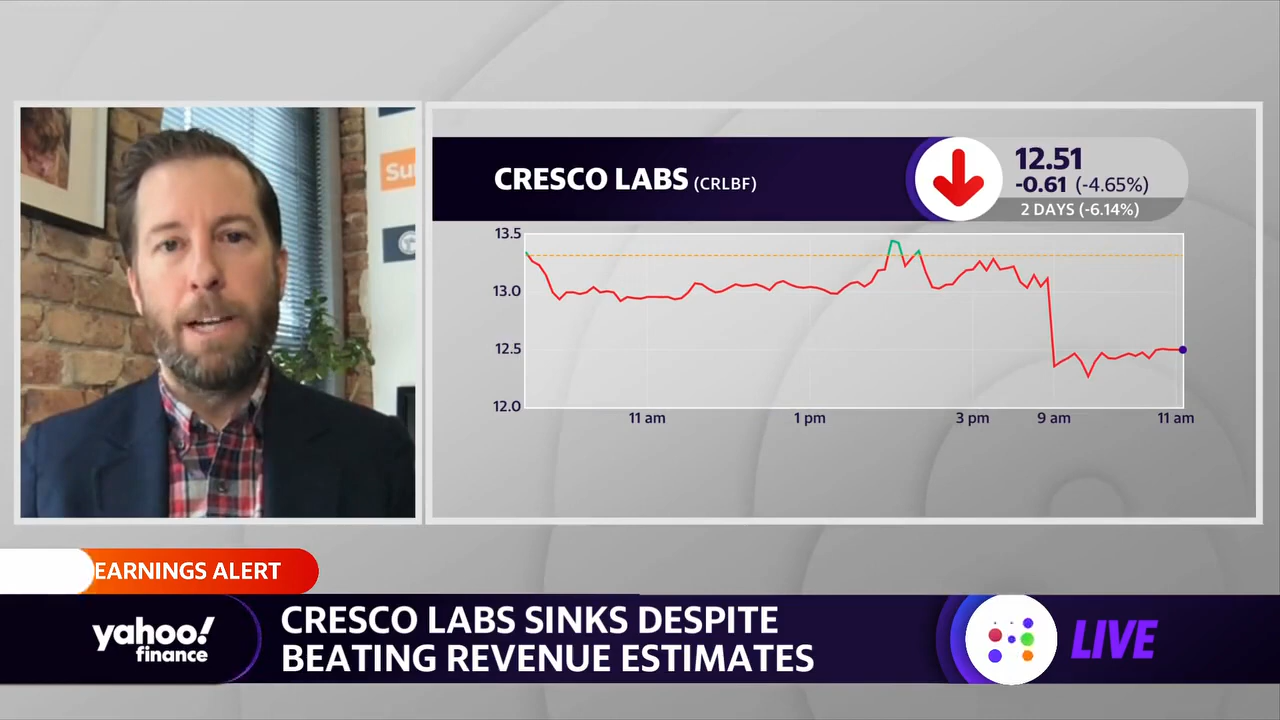 Su
CRESCO LABS (CRLBF)
12.51
-0.61 (-4.65%)
2 DAYS (-6.14%)
13.5
13.0
12.5
12.0
11 am
1 pm
3 pm
9 am
11 am
EARNINGS ALERT
yahoo!
finance
CRESCO LABS SINKS DESPITE
BEATING REVENUE ESTIMATES
LIVE